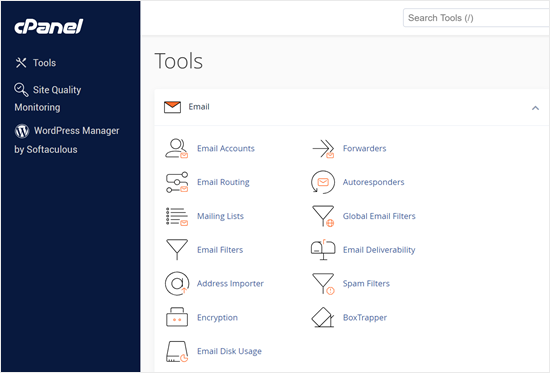 cPanel
Search Tools (/)
Tools
Site Quality
Monitoring
WordPress Manager
by Softaculous
Tools
Email
Email Accounts
Forwarders
Email Routing
Autoresponders
Mailing Lists
Global Email Filters
Email Filters
Email Deliverability
Address Importer
Spam Filters
Encryption
BoxTrapper
Email Disk Usage